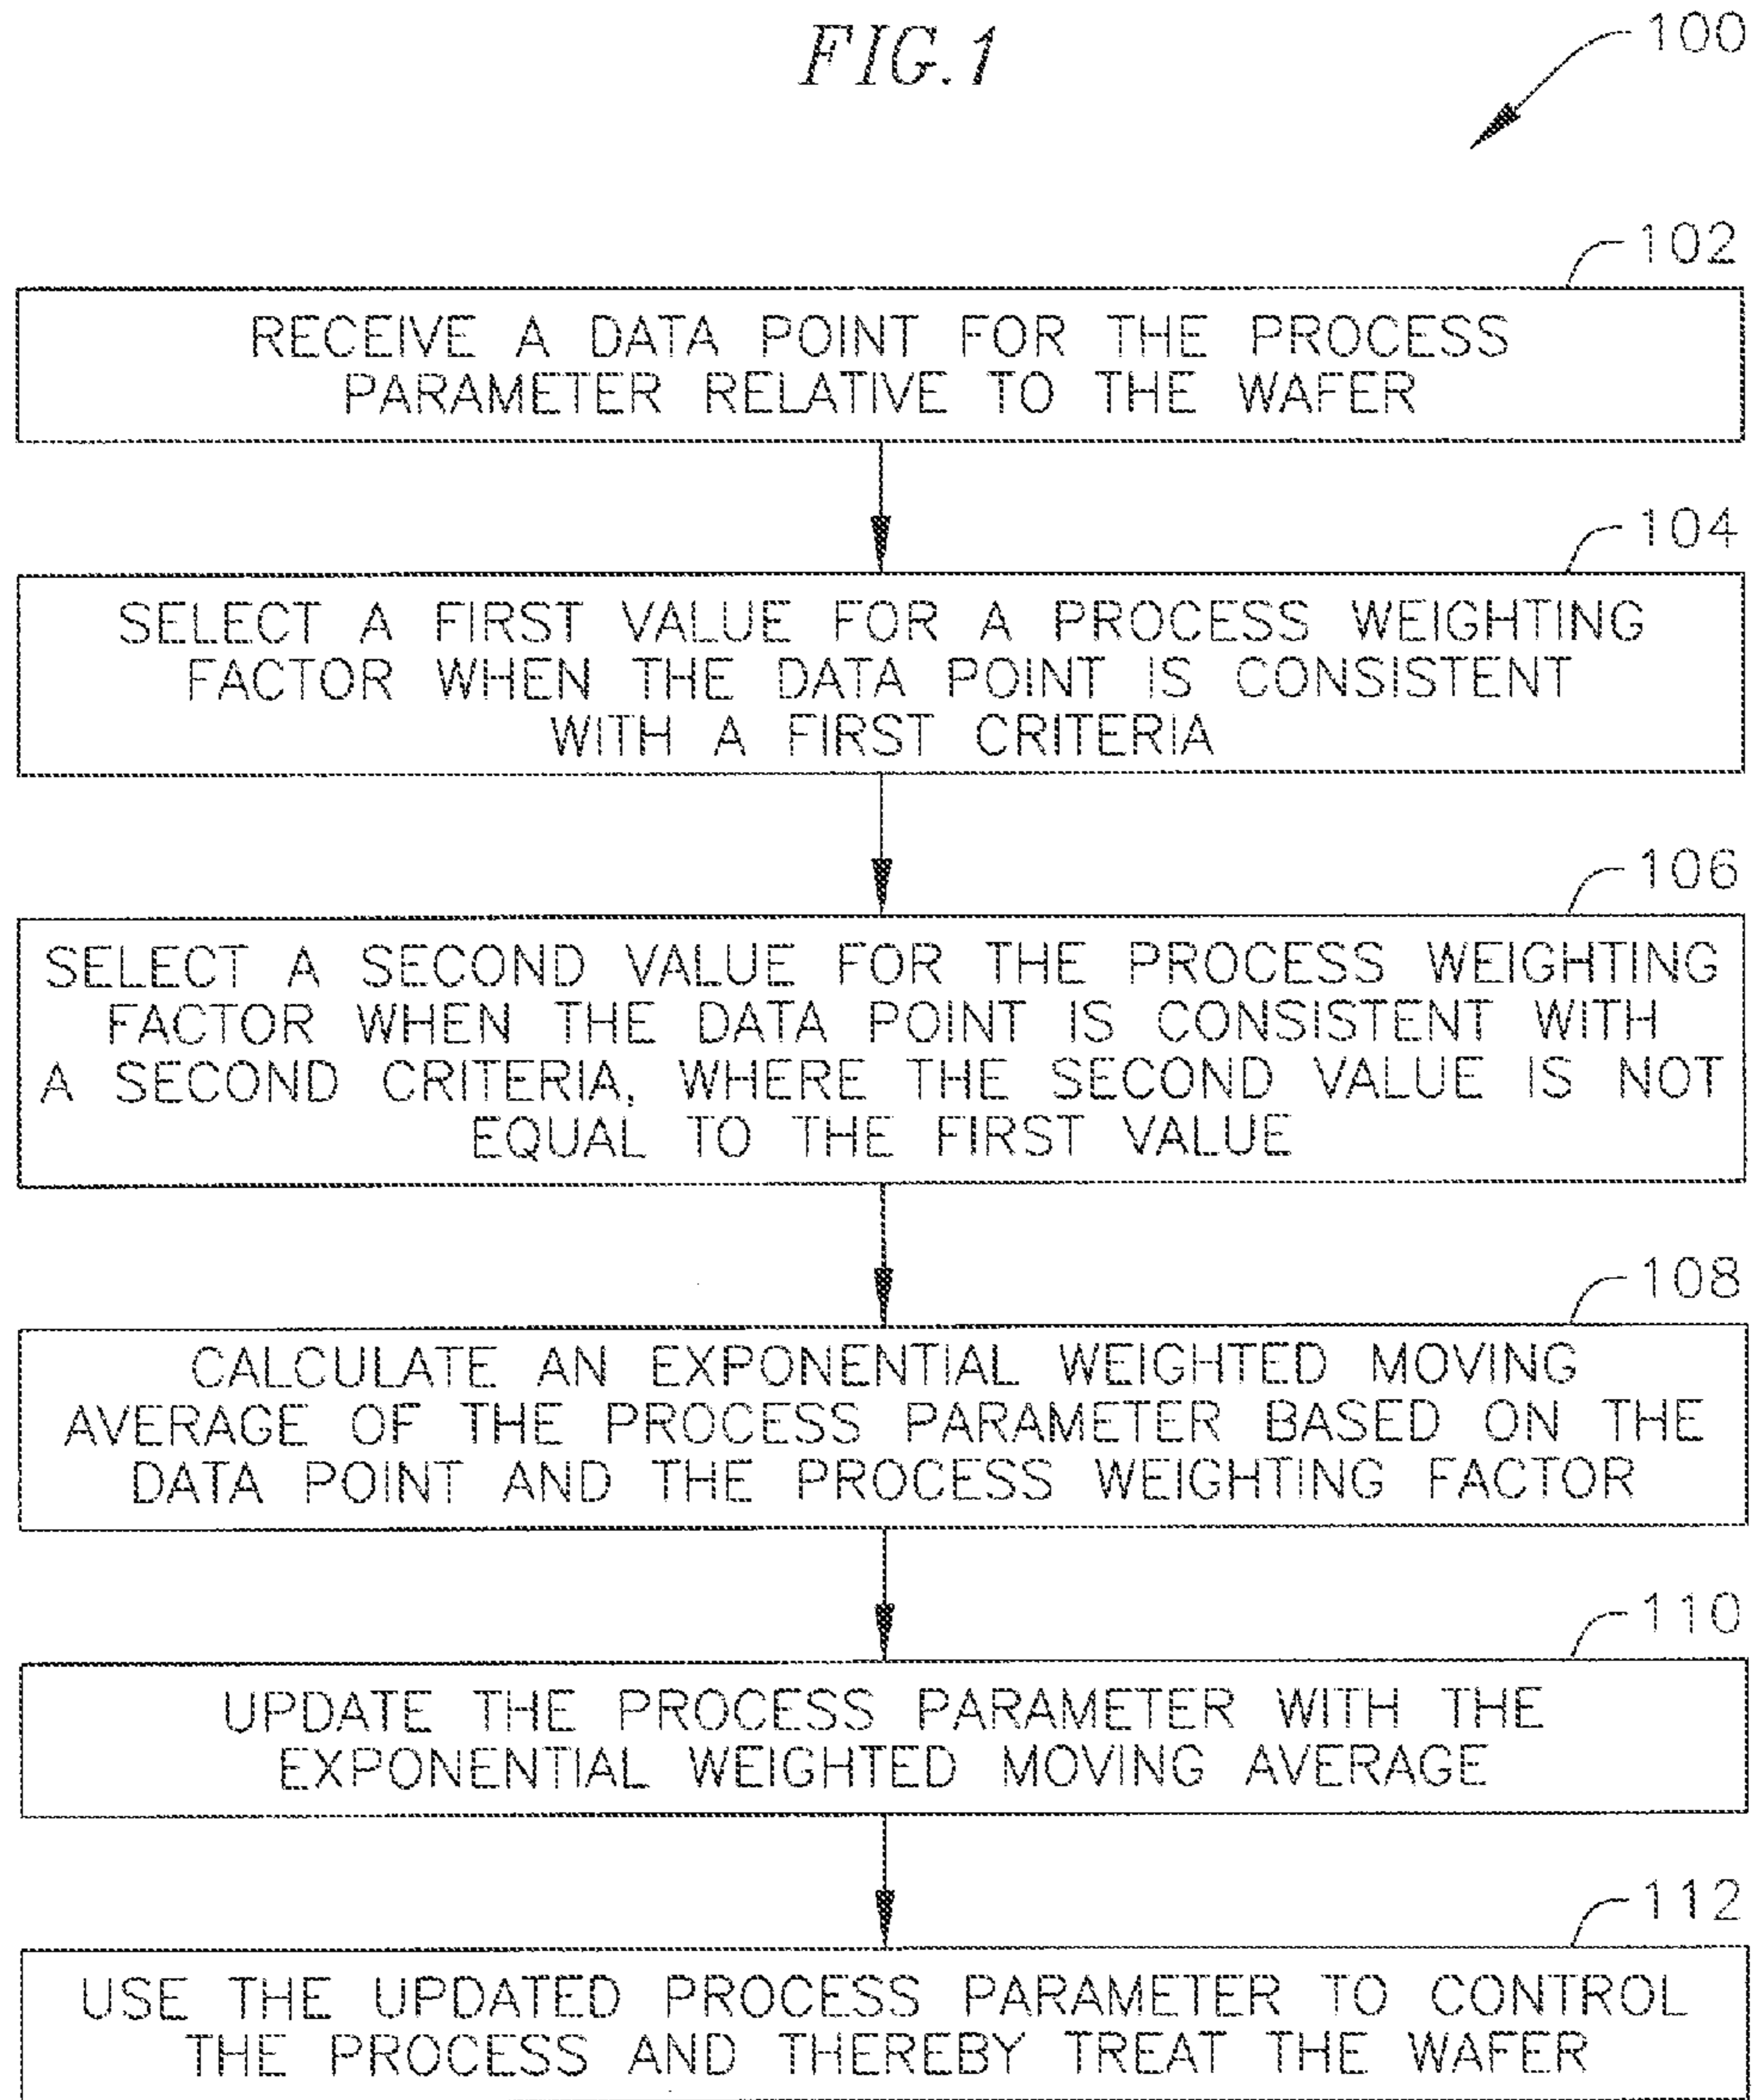 FIG.1
100
102
RECEIVE A DATA POINT FOR THE PROCESS
PARAMETER RELATIVE TO THE WAFER
104
SELECT A FIRST VALUE FOR A PROCESS WEIGHTING
FACTOR WHEN THE DATA POINT IS CONSISTENT
WITH A FIRST CRITERIA
106
SELECT A SECOND VALUE FOR THE PROCESS WEIGHTING
FACTOR WHEN THE DATA POINT IS CONSISTENT WITH
A SECOND CRITERIA, WHERE THE SECOND VALUE IS NOT
EQUAL TO THE FIRST VALUE
108
CALCULATE AN EXPONENTIAL WEIGHTED MOVING
AVERAGE OF THE PROCESS PARAMETER BASED ON THE
DATA POINT AND THE PROCESS WEIGHTING FACTOR
110
UPDATE THE PROCESS PARAMETER WITH THE
EXPONENTIAL WEIGHTED MOVING AVERAGE
112
USE THE UPDATED PROCESS PARAMETER TO CONTROL
THE PROCESS AND THEREBY TREAT THE WAFER